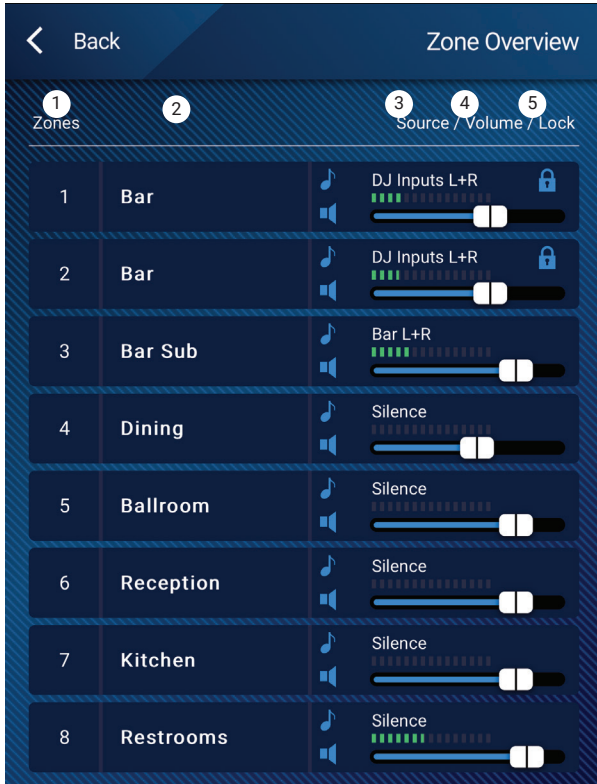 Back
Zone Overview
1 2 3 4 5
Zones
Source / Volume / Lock
1 Bar DJ Inputs L+R
2 Bar DJ Inputs L+R
3 Bar Sub Bar L+R
4 Dining Silence
5 Ballroom Silence
6 Reception Silence
7 Kitchen Silence
8 Restrooms Silence